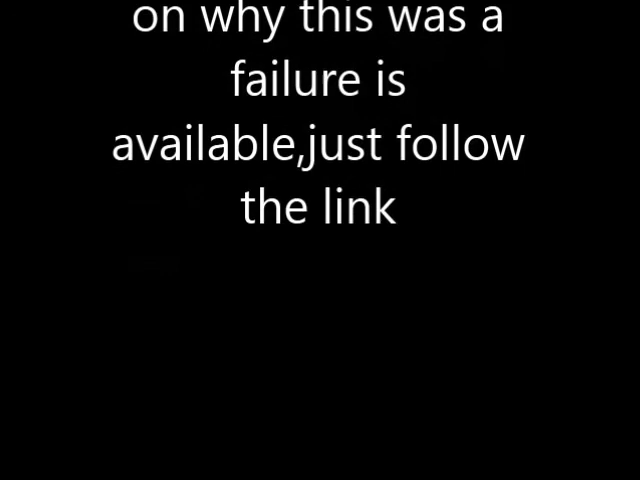 on why this was a
failure is
available,just follow
the link